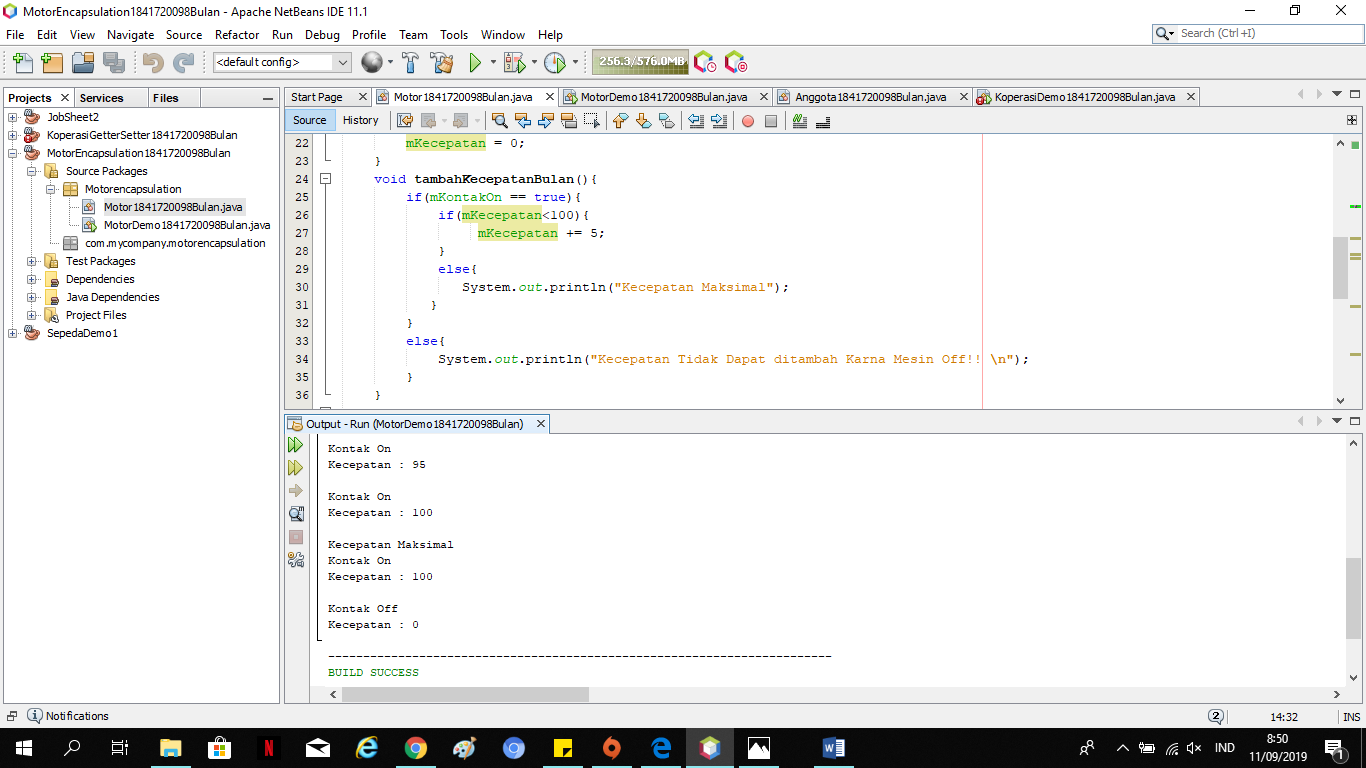 MotorEncapsulation1841720098Bulan - Apache NetBeans IDE 11.1
File Edit View Navigate Source Refactor Run Debug Profile Team Tools Window Help
Search (Ctrl+I)
<default config>
256.3/576.0MB
Projects Services Files
JobSheet2
KoperasiGetterSetter1841720098Bulan
MotorEncapsulation1841720098Bulan
Source Packages
Motorencapsulation
Motor1841720098Bulan.java
MotorDemo1841720098Bulan.java
com.mycompany.motorencapsulation
Test Packages
Dependencies
Java Dependencies
Project Files
SepedaDemo1
Start Page Motor1841720098Bulan.java MotorDemo1841720098Bulan.java Anggota1841720098Bulan.java KoperasiDemo1841720098Bulan.java
Source History
22 mKecepatan = 0;
23 }
24 void tambahKecepatanBulan(){
25 if(mKontakOn == true){
26 if(mKecepatan<100){
27 mKecepatan += 5;
28 }
29 else{
30 System.out.println("Kecepatan Maksimal");
31 }
32 }
33 else{
34 System.out.println("Kecepatan Tidak Dapat ditambah Karna Mesin Off!! \n");
35 }
36 }
Output - Run (MotorDemo1841720098Bulan)
Kontak On
Kecepatan : 95
Kontak On
Kecepatan : 100
Kecepatan Maksimal
Kontak On
Kecepatan : 100
Kontak Off
Kecepatan : 0
------------------------------------------------------------------------
BUILD SUCCESS
Notifications
2
14:32 INS
IND
8:50
11/09/2019
1